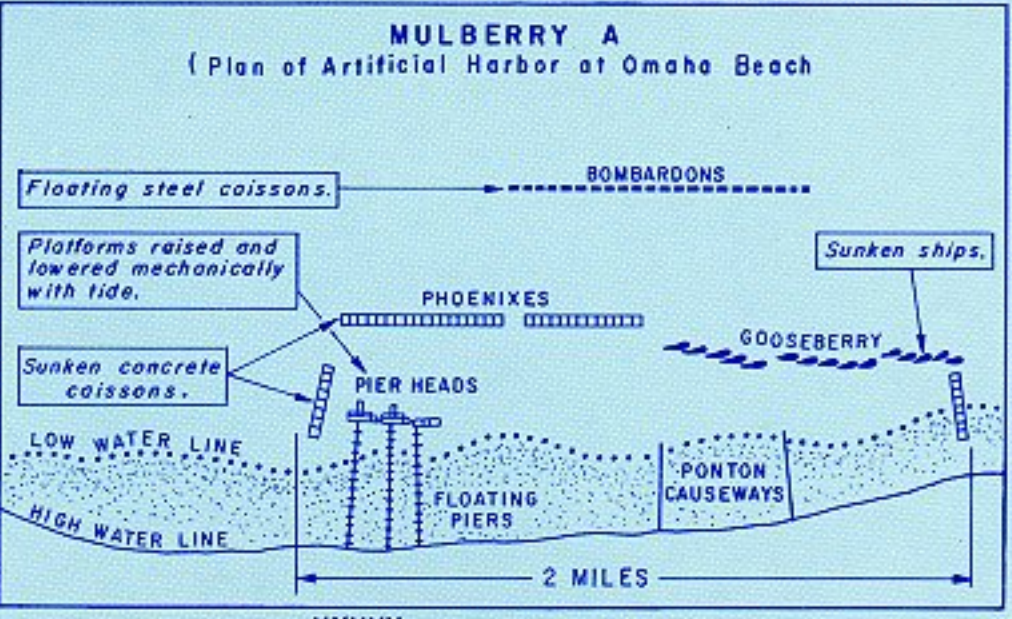 MULBERRY A
( Plan of Artificial Harbor at Omaha Beach
BOMBARDONS
Floating steel caissons.
Platforms raised and
lowered mechanically
with tide.
Sunken ships.
PHOENIXES
GOOSEBERRY
Sunken concrete
caissons.
PIER HEADS
LOW WATER LINE
PONTON
CAUSEWAYS
FLOATING
PIERS
HIGH WATER LINE
2 MILES